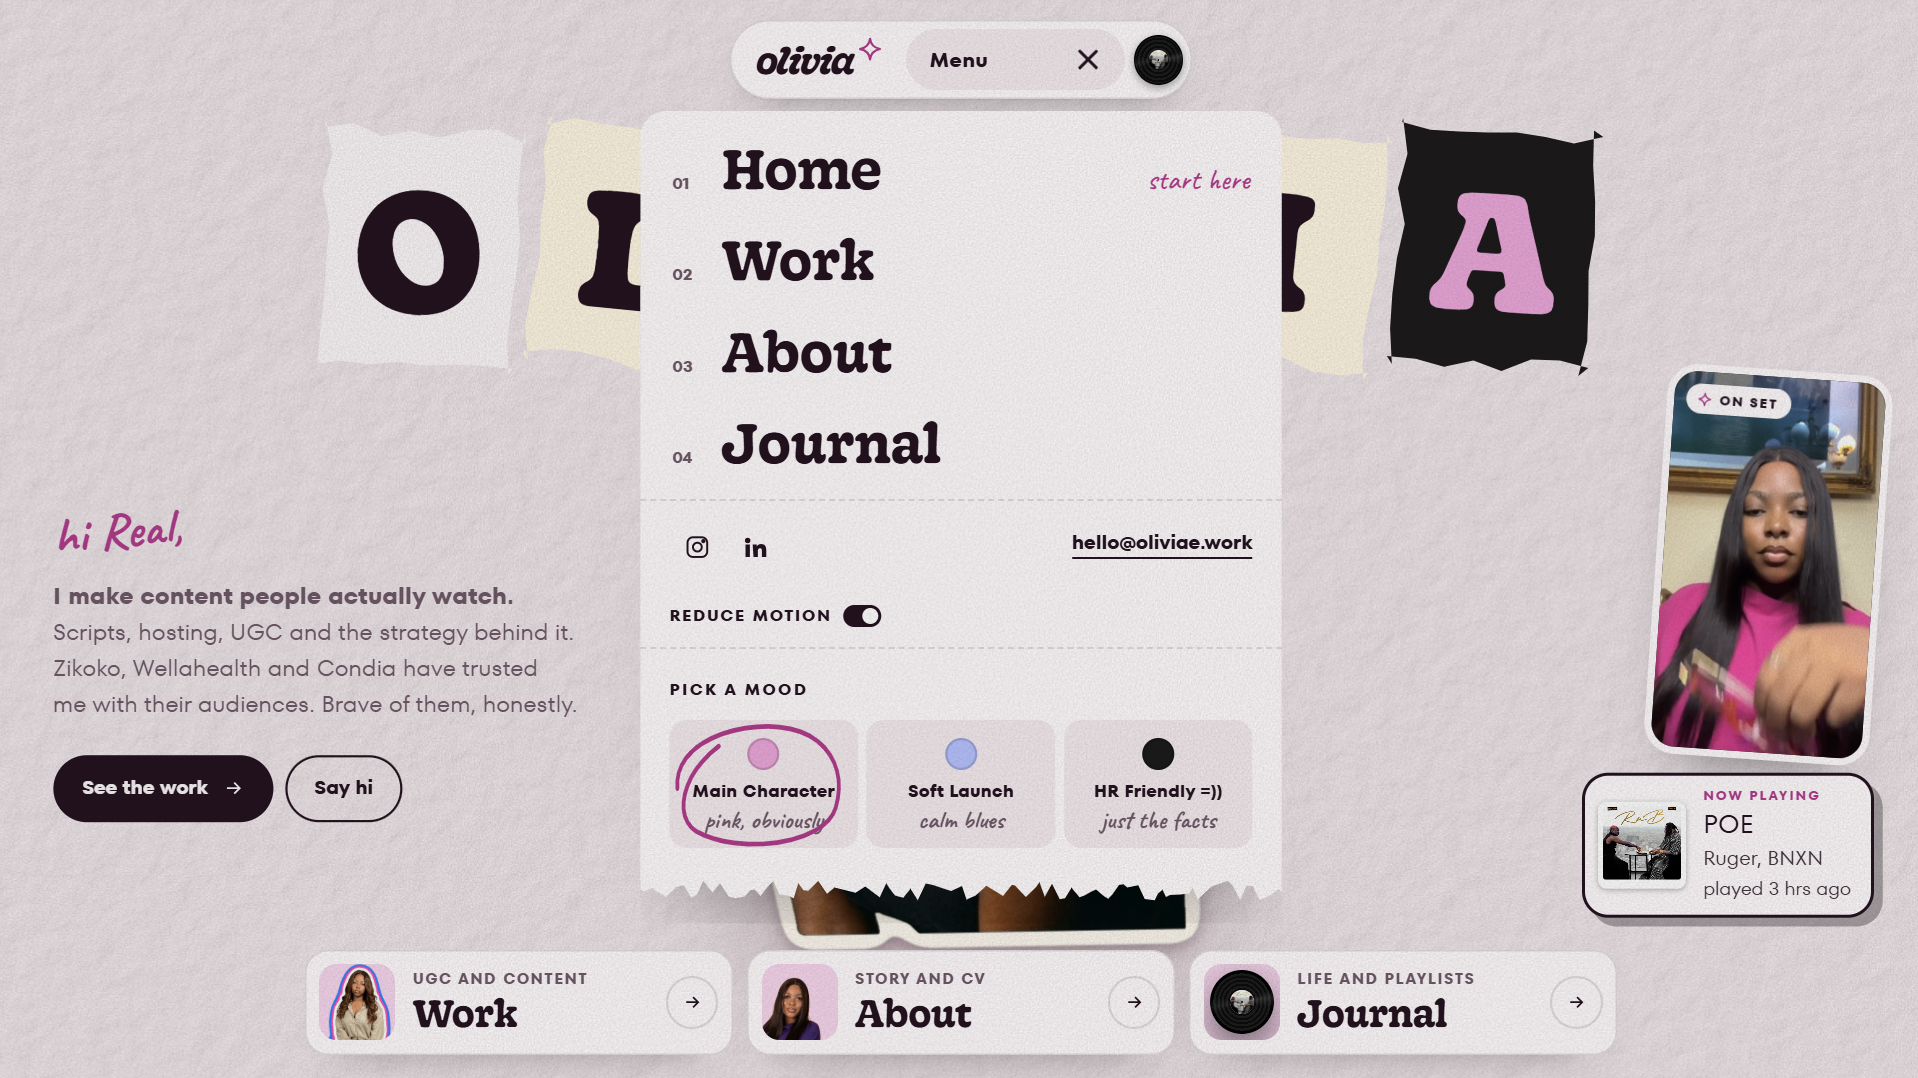 olivia
Menu
O
A
01 Home start here
02 Work
03 About
04 Journal
hello@oliviae.work
REDUCE MOTION
PICK A MOOD
Main Character
pink, obviously
Soft Launch
calm blues
HR Friendly =))
just the facts
hi Real,
I make content people actually watch.
Scripts, hosting, UGC and the strategy behind it.
Zikoko, Wellahealth and Condia have trusted
me with their audiences. Brave of them, honestly.
See the work
Say hi
ON SET
NOW PLAYING
POE
Ruger, BNXN
played 3 hrs ago
UGC AND CONTENT
Work
STORY AND CV
About
LIFE AND PLAYLISTS
Journal